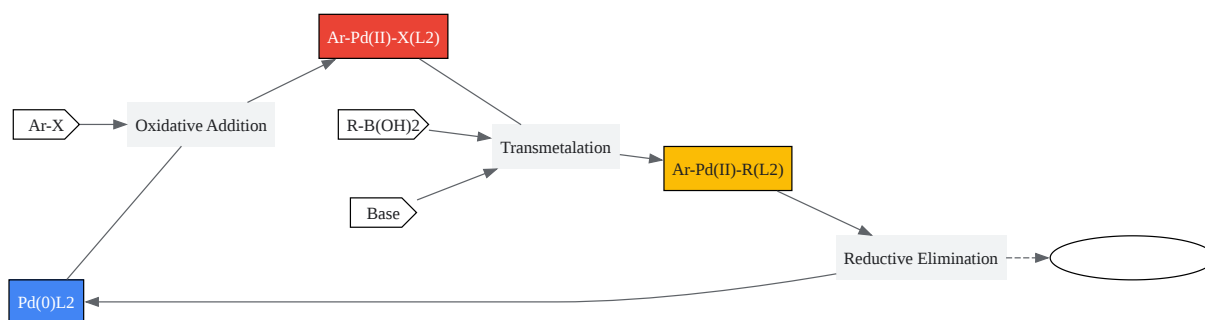 Ar-Pd(II)-X(L2)
Ar-X
Oxidative Addition
R-B(OH)2
Transmetalation
Ar-Pd(II)-R(L2)
Base
Reductive Elimination
Pd(0)L2